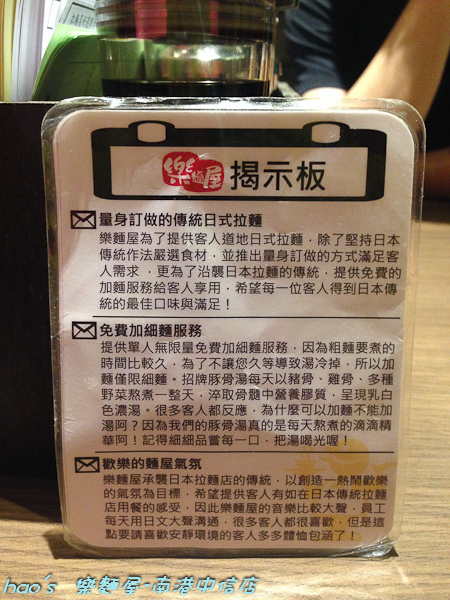 樂麵屋 揭示板
量身訂做的傳統日式拉麵
樂麵屋為了提供客人道地日式拉麵,除了堅持日本
傳統作法嚴選食材,並推出量身訂做的方式滿足客
人需求,更為了沿襲日本拉麵的傳統,提供免費的
加麵服務給客人享用,希望每一位客人得到日本傳
統的最佳口味與滿足!
免費加細麵服務
提供單人無限量免費加細麵服務,因為粗麵要煮的
時間比較久,為了不讓您久等導致湯冷掉,所以加
麵僅限細麵。招牌豚骨湯每天以豬骨、雞骨、多種
野菜熬煮一整天,淬取骨髓中營養膠質,呈現乳白
色濃湯。很多客人都反應,為什麼可以加麵不能加
湯阿?因為我們的豚骨湯真的是每天熬煮的滴滴精
華阿!記得細細品嘗每一口,把湯喝光喔!
歡樂的麵屋氣氛
樂麵屋承襲日本拉麵店的傳統,以創造一熱鬧歡樂
的氣氛為目標,希望提供客人有如在日本傳統拉麵
店用餐的感受,因此樂麵屋的音樂比較大聲,員工
每天用日文大聲溝通,很多客人都很喜歡,但是這
點要請喜歡安靜環境的客人多多體恤包涵了!
hao's 樂麵屋-南港中信店